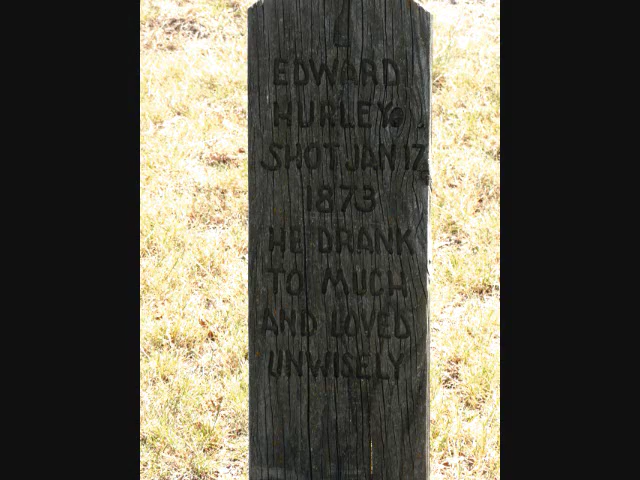 EDWARD
HURLEY
SHOT JAN 17
1873
HE DRANK
TO MUCH
AND LOVED
UNWISELY